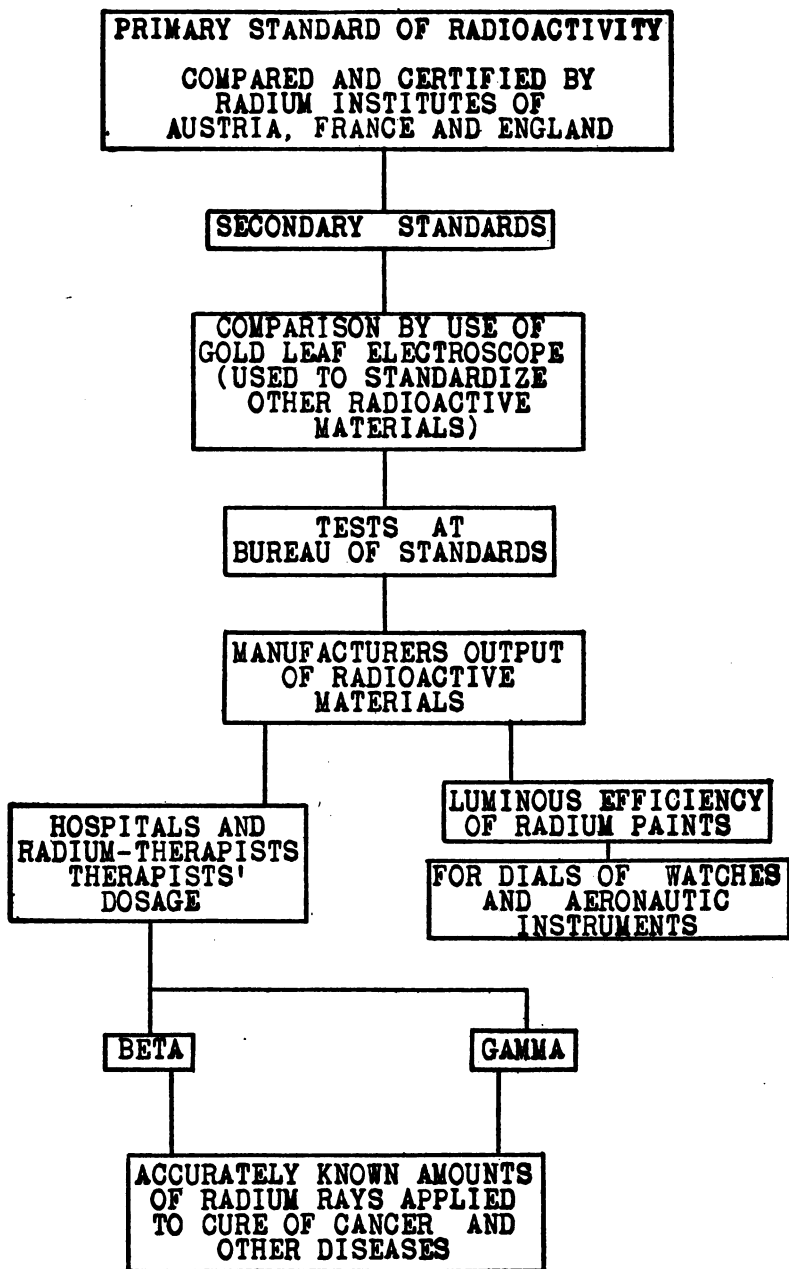 PRIMARY STANDARD OF RADIOACTIVITY
COMPARED AND CERTIFIED BY
RADIUM INSTITUTES OF
AUSTRIA, FRANCE AND ENGLAND
SECONDARY STANDARDS
COMPARISON BY USE OF
GOLD LEAF ELECTROSCOPE
(USED TO STANDARDIZE
OTHER RADIOACTIVE
MATERIALS)
TESTS AT
BUREAU OF STANDARDS
MANUFACTURERS OUTPUT
OF RADIOACTIVE
MATERIALS
HOSPITALS AND
RADIUM-THERAPISTS
THERAPISTS'
DOSAGE
LUMINOUS EFFICIENCY
OF RADIUM PAINTS
FOR DIALS OF WATCHES
AND AERONAUTIC
INSTRUMENTS
BETA
GAMMA
ACCURATELY KNOWN AMOUNTS
OF RADIUM RAYS APPLIED
TO CURE OF CANCER AND
OTHER DISEASES